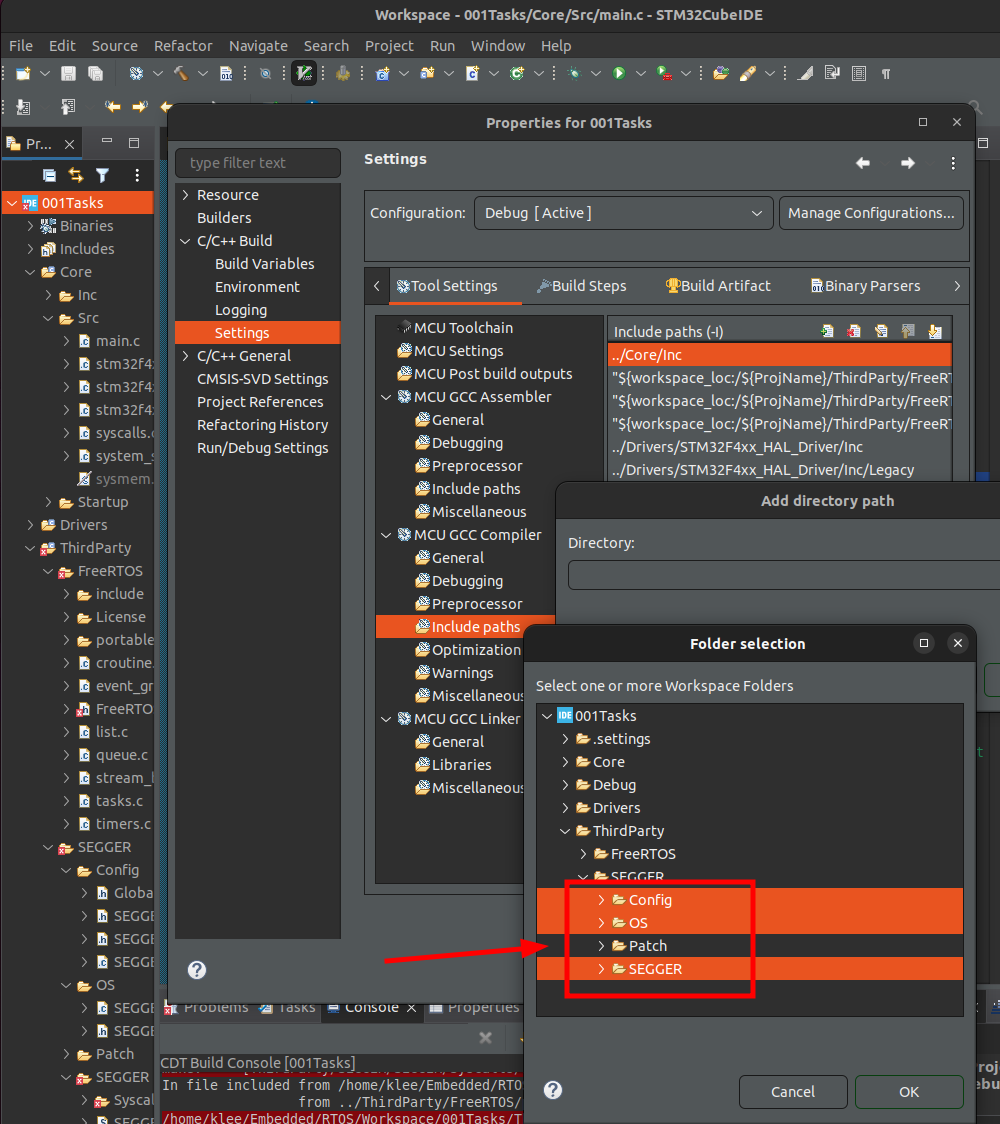 Workspace - 001Tasks/Core/Src/main.c - STM32CubeIDE
File Edit Source Refactor Navigate Search Project Run Window Help
Pr...
001Tasks
Binaries
Includes
Core
Inc
Src
main.c
stm32f4
stm32f4
stm32f4
syscalls.
system_s
sysmem.
Startup
Drivers
ThirdParty
FreeRTOS
include
License
portable
croutine.
event_gr
FreeRTO
list.c
queue.c
stream_
tasks.c
timers.c
SEGGER
Config
Globa
SEGGE
SEGGE
SEGGE
OS
SEGGE
SEGGE
Patch
SEGGER
Syscal
SEGGE
Properties for 001Tasks
type filter text
Resource
Builders
C/C++ Build
Build Variables
Environment
Logging
Settings
C/C++ General
CMSIS-SVD Settings
Project References
Refactoring History
Run/Debug Settings
Settings
Configuration: Debug [ Active ] Manage Configurations...
Tool Settings Build Steps Build Artifact Binary Parsers
MCU Toolchain
MCU Settings
MCU Post build outputs
MCU GCC Assembler
General
Debugging
Preprocessor
Include paths
Miscellaneous
MCU GCC Compiler
General
Debugging
Preprocessor
Include paths
Optimization
Warnings
Miscellaneous
MCU GCC Linker
General
Libraries
Miscellaneous
Include paths (-I)
../Core/Inc
"${workspace_loc:/${ProjName}/ThirdParty/FreeRT
"${workspace_loc:/${ProjName}/ThirdParty/FreeRT
"${workspace_loc:/${ProjName}/ThirdParty/FreeRT
../Drivers/STM32F4xx_HAL_Driver/Inc
../Drivers/STM32F4xx_HAL_Driver/Inc/Legacy
Add directory path
Directory:
Folder selection
Select one or more Workspace Folders
001Tasks
.settings
Core
Debug
Drivers
ThirdParty
FreeRTOS
SEGGER
Config
OS
Patch
SEGGER
Cancel OK
Problems Tasks Console Properties
CDT Build Console [001Tasks]
In file included from /home/klee/Embedded/RTO
from ../ThirdParty/FreeRTOS/
/home/klee/Embedded/RTOS/Workspace/001Tasks/T